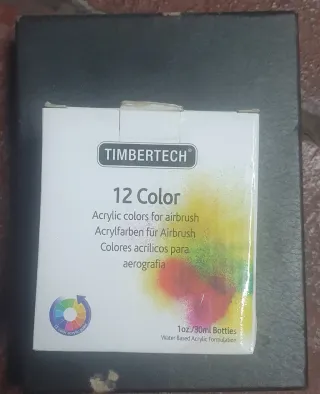 TIMBERTECH®
12 Color
Acrylic colors for airbrush
Acrylfarben für Airbrush
Colores acrílicos para
aerografía
1oz./30ml Bottles
Water Based Acrylic Formulation